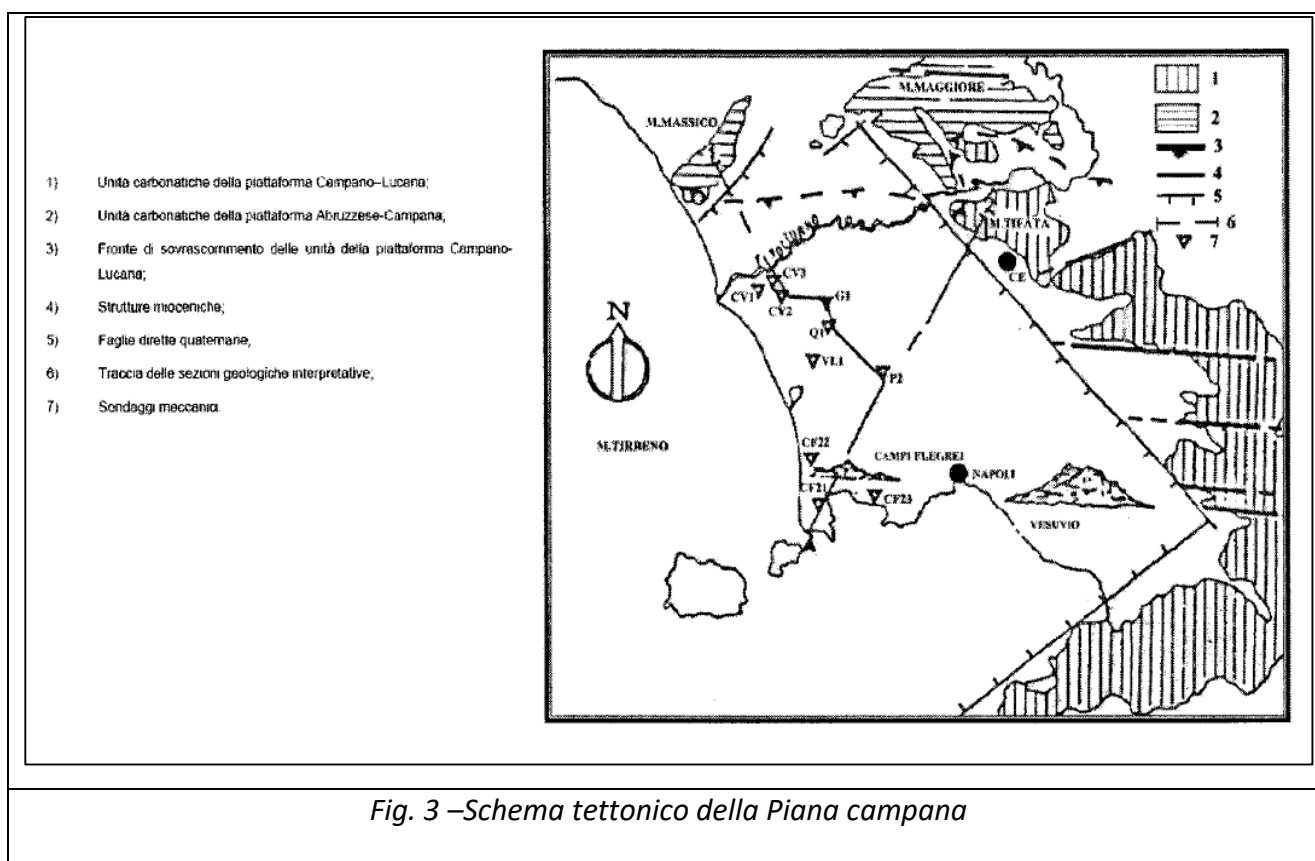 1) Unità carbonatiche della piattaforma Campano–Lucana;
2) Unità carbonatiche della piattaforma Abruzzese-Campana;
3) Fronte di sovrascorrimento delle unità della piattaforma Campano-
Lucana;
4) Strutture mioceniche;
5) Faglie dirette quaternarie,
6) Traccia delle sezioni geologiche interpretative;
7) Sondaggi meccanici.
M.MAGGIORE
M.MASSICO
1
2
3
4
5
6
7
M.TIFATA
CE
CV3
CV1
CV2
G1
Q1
VL1
P2
N
M.TIRRENO
CF22
CAMPI FLEGREI
NAPOLI
CF21
CF23
VESUVIO
Fig. 3 –Schema tettonico della Piana campana